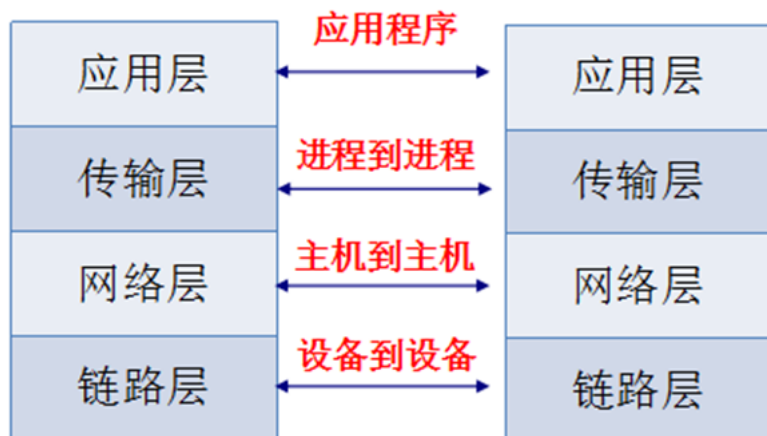 应用程序
应用层 应用层
进程到进程
传输层 传输层
主机到主机
网络层 网络层
设备到设备
链路层 链路层